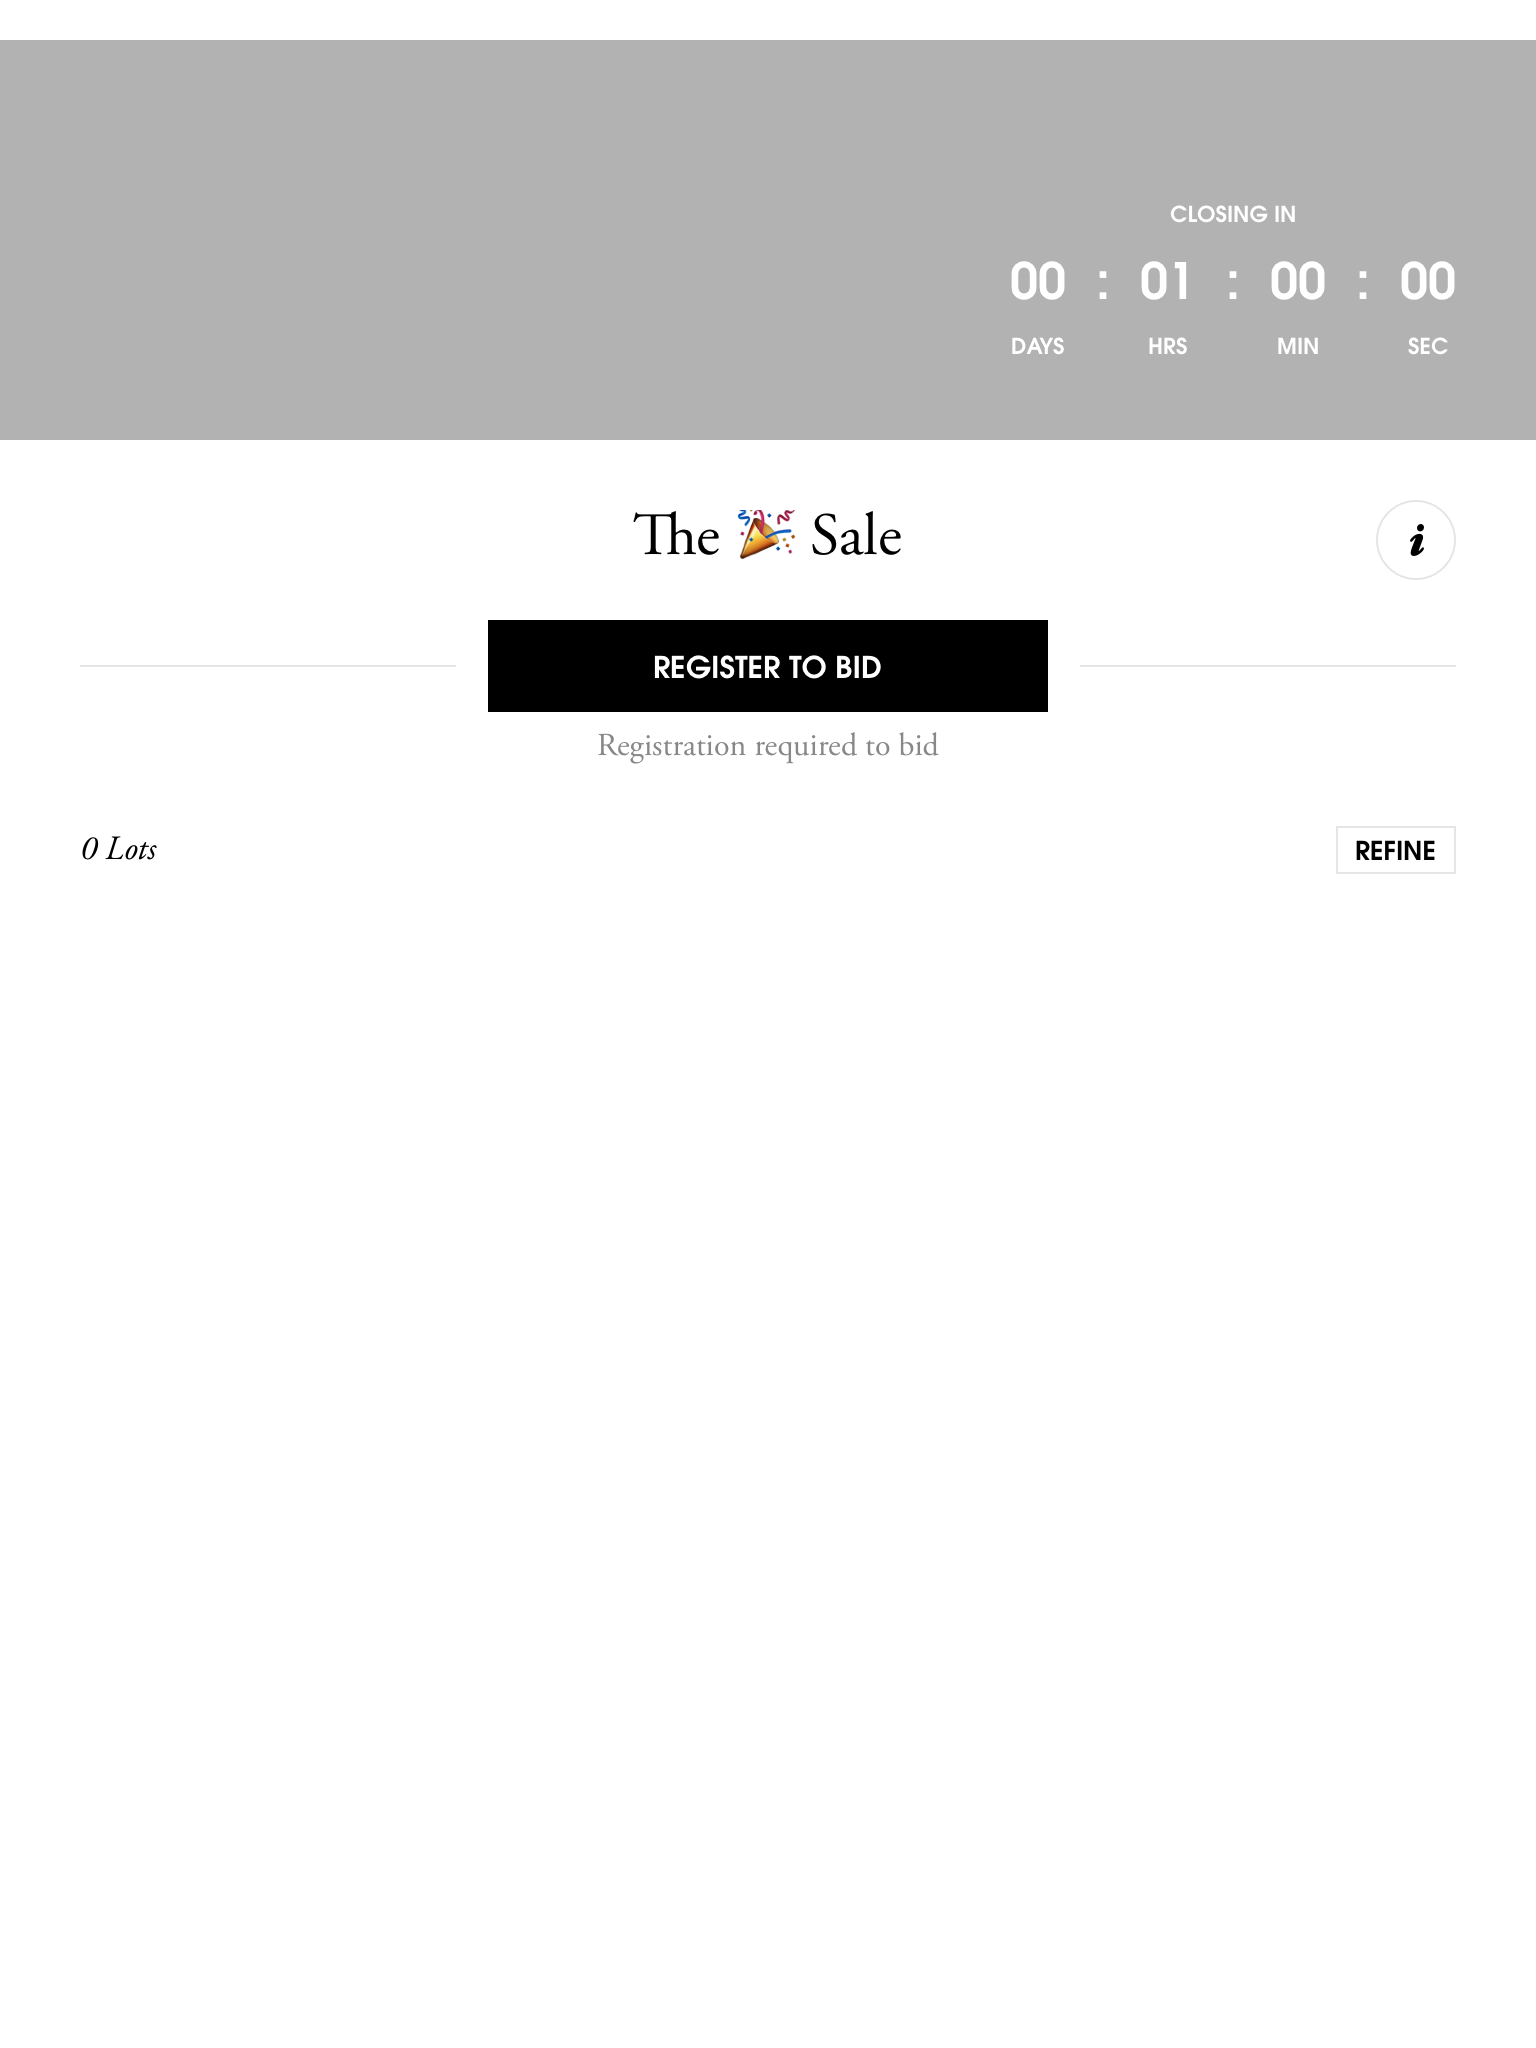 CLOSING IN
00 : 01 : 00 : 00
DAYS HRS MIN SEC
The 🎉 Sale
i
REGISTER TO BID
Registration required to bid
0 Lots
REFINE